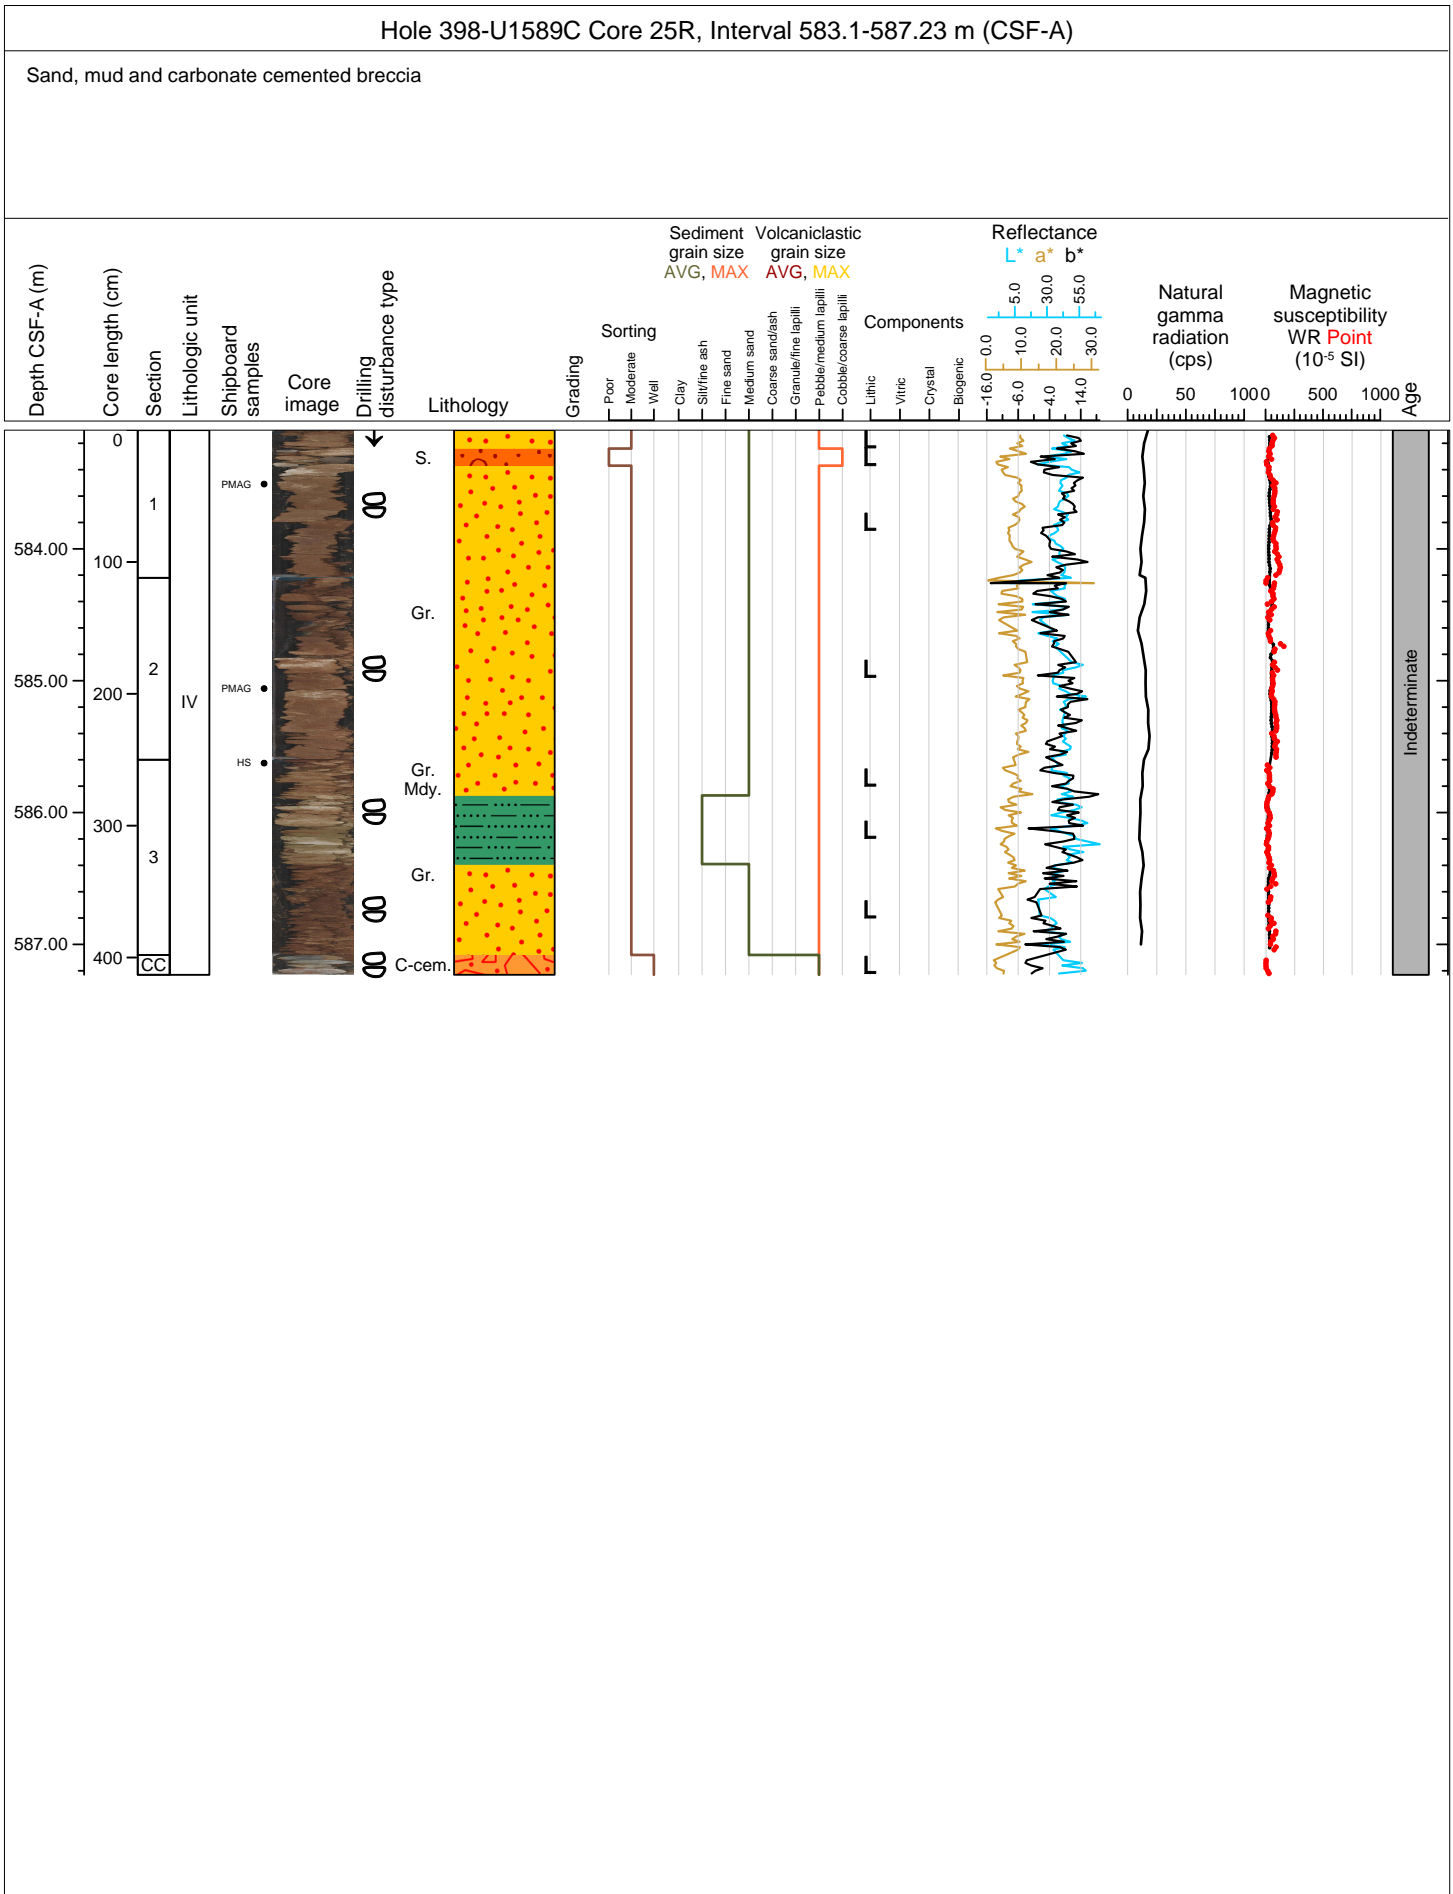 Hole 398-U1589C Core 25R, Interval 583.1-587.23 m (CSF-A)
Sand, mud and carbonate cemented breccia
Depth CSF-A (m)
Core length (cm)
Section
Lithologic unit
Shipboard
samples
Core
image
Drilling
disturbance type
Lithology
Grading
Sorting
Poor
Moderate
Well
Sediment
grain size
AVG, MAX
Volcaniclastic
grain size
AVG, MAX
Clay
Silt/fine ash
Fine sand
Medium sand
Coarse sand/ash
Granule/fine lapilli
Pebble/medium lapilli
Cobble/coarse lapilli
Components
Lithic
Vitric
Crystal
Biogenic
Reflectance
L* a* b*
5.0 30.0 55.0
0.0 10.0 20.0 30.0
-16.0 -6.0 4.0 14.0
Natural
gamma
radiation
(cps)
0 50 100
Magnetic
susceptibility
WR Point
(10-5 SI)
0 500 1000
Age
0
S.
L
L
PMAG
1
L
584.00
100
Gr.
2
L
585.00
PMAG
200
IV
Indeterminate
HS
Gr.
L
Mdy.
586.00
300
L
3
Gr.
L
587.00
400
CC
C-cem.
L